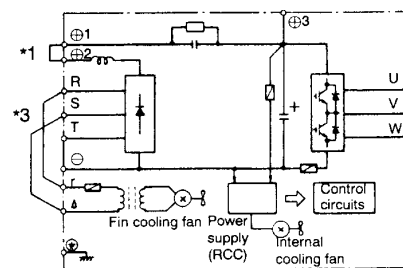 ⊕1
⊕3
*1
⊕2
R
S
T
*3
U
V
W
+
⊖
r
Δ
Fin cooling fan
Power supply (RCC)
Internal cooling fan
Control circuits